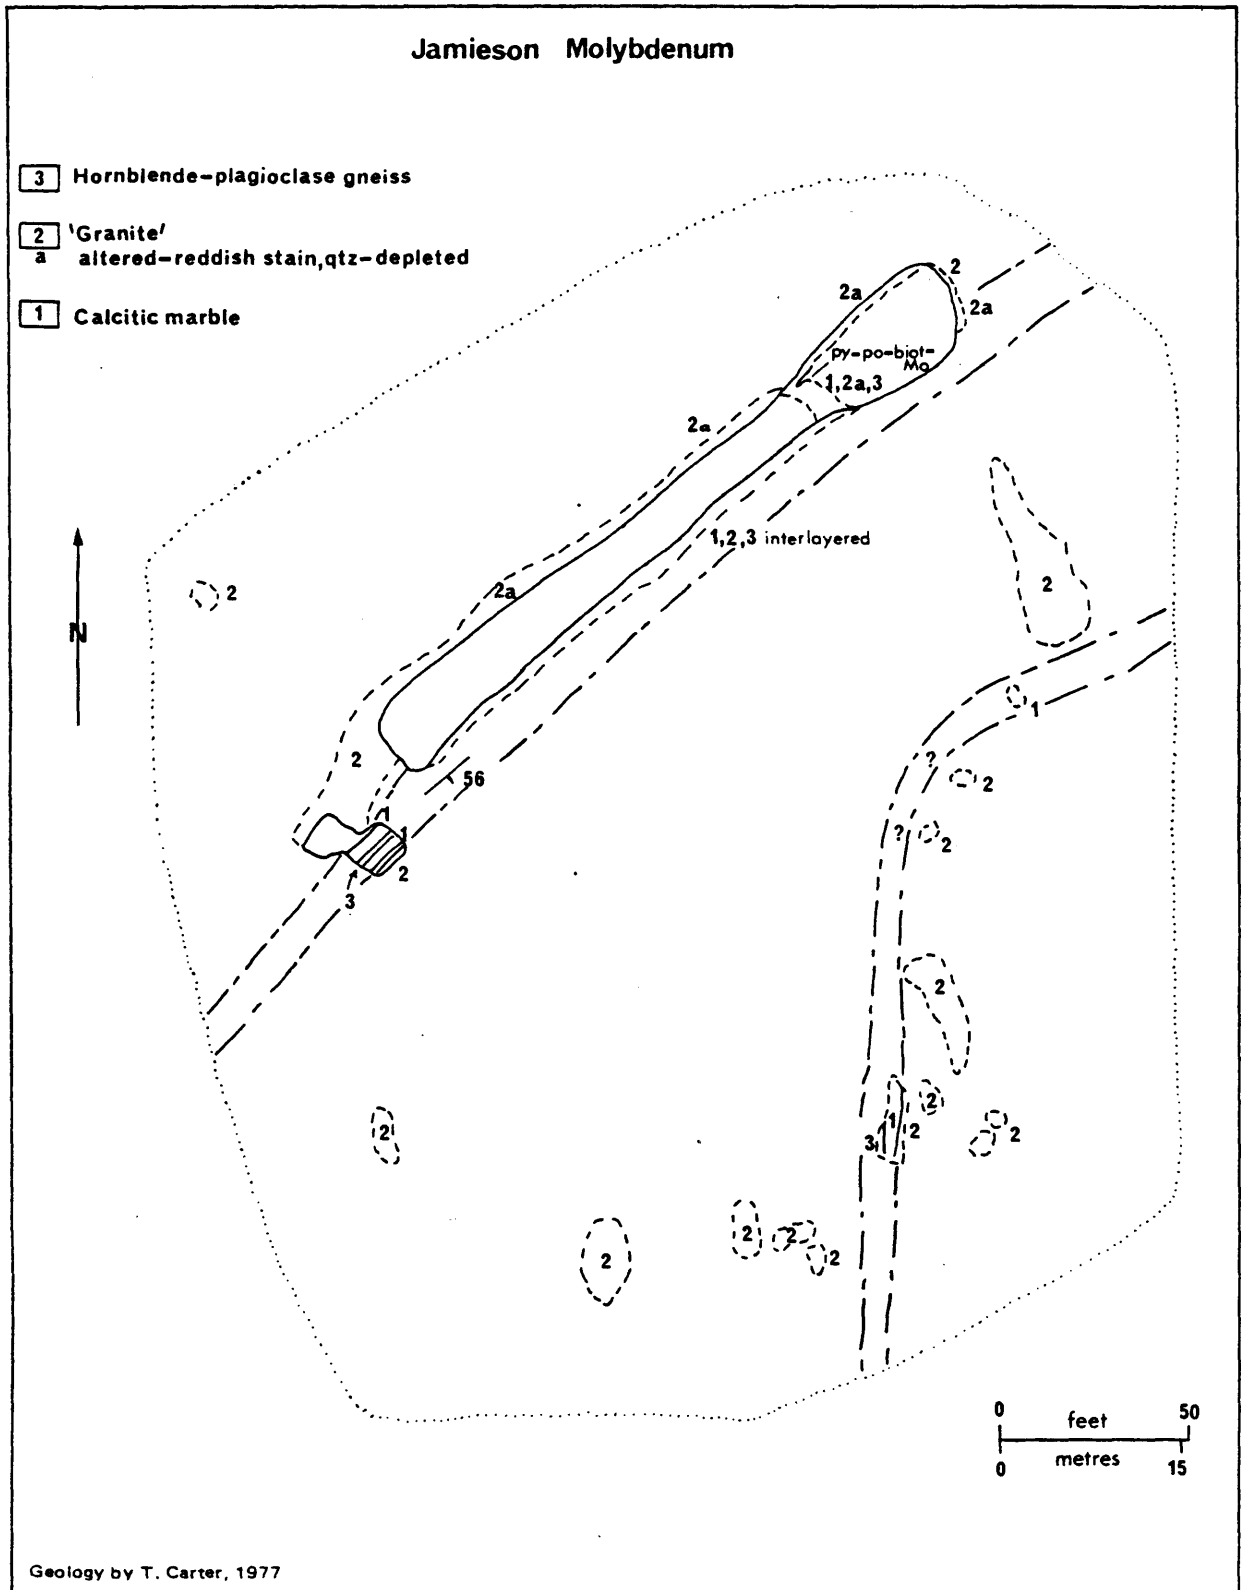 Jamieson Molybdenum
3 Hornblende-plagioclase gneiss
2 'Granite'
a altered-reddish stain,qtz-depleted
1 Calcitic marble
2
2a
2a
py-po-biot-
Mo
1,2a,3
2a
1,2,3 interlayered
2a
2
2
N
1
2
?
2
56
1
1
?
2
2
3
2
2
1
2
3
2
2
2
2
2
2
0 feet 50
0 metres 15
Geology by T. Carter, 1977